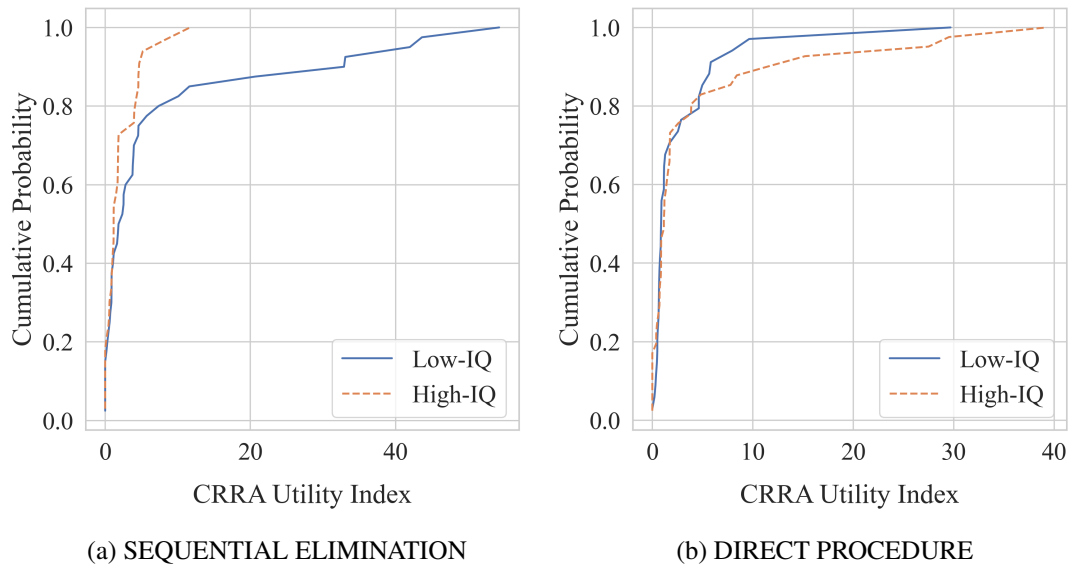 Cumulative Probability
1.0
0.8
0.6
0.4
0.2
0.0
0
20
40
CRRA Utility Index
Low-IQ
High-IQ
(a) SEQUENTIAL ELIMINATION
Cumulative Probability
1.0
0.8
0.6
0.4
0.2
0.0
0
10
20
30
40
CRRA Utility Index
Low-IQ
High-IQ
(b) DIRECT PROCEDURE